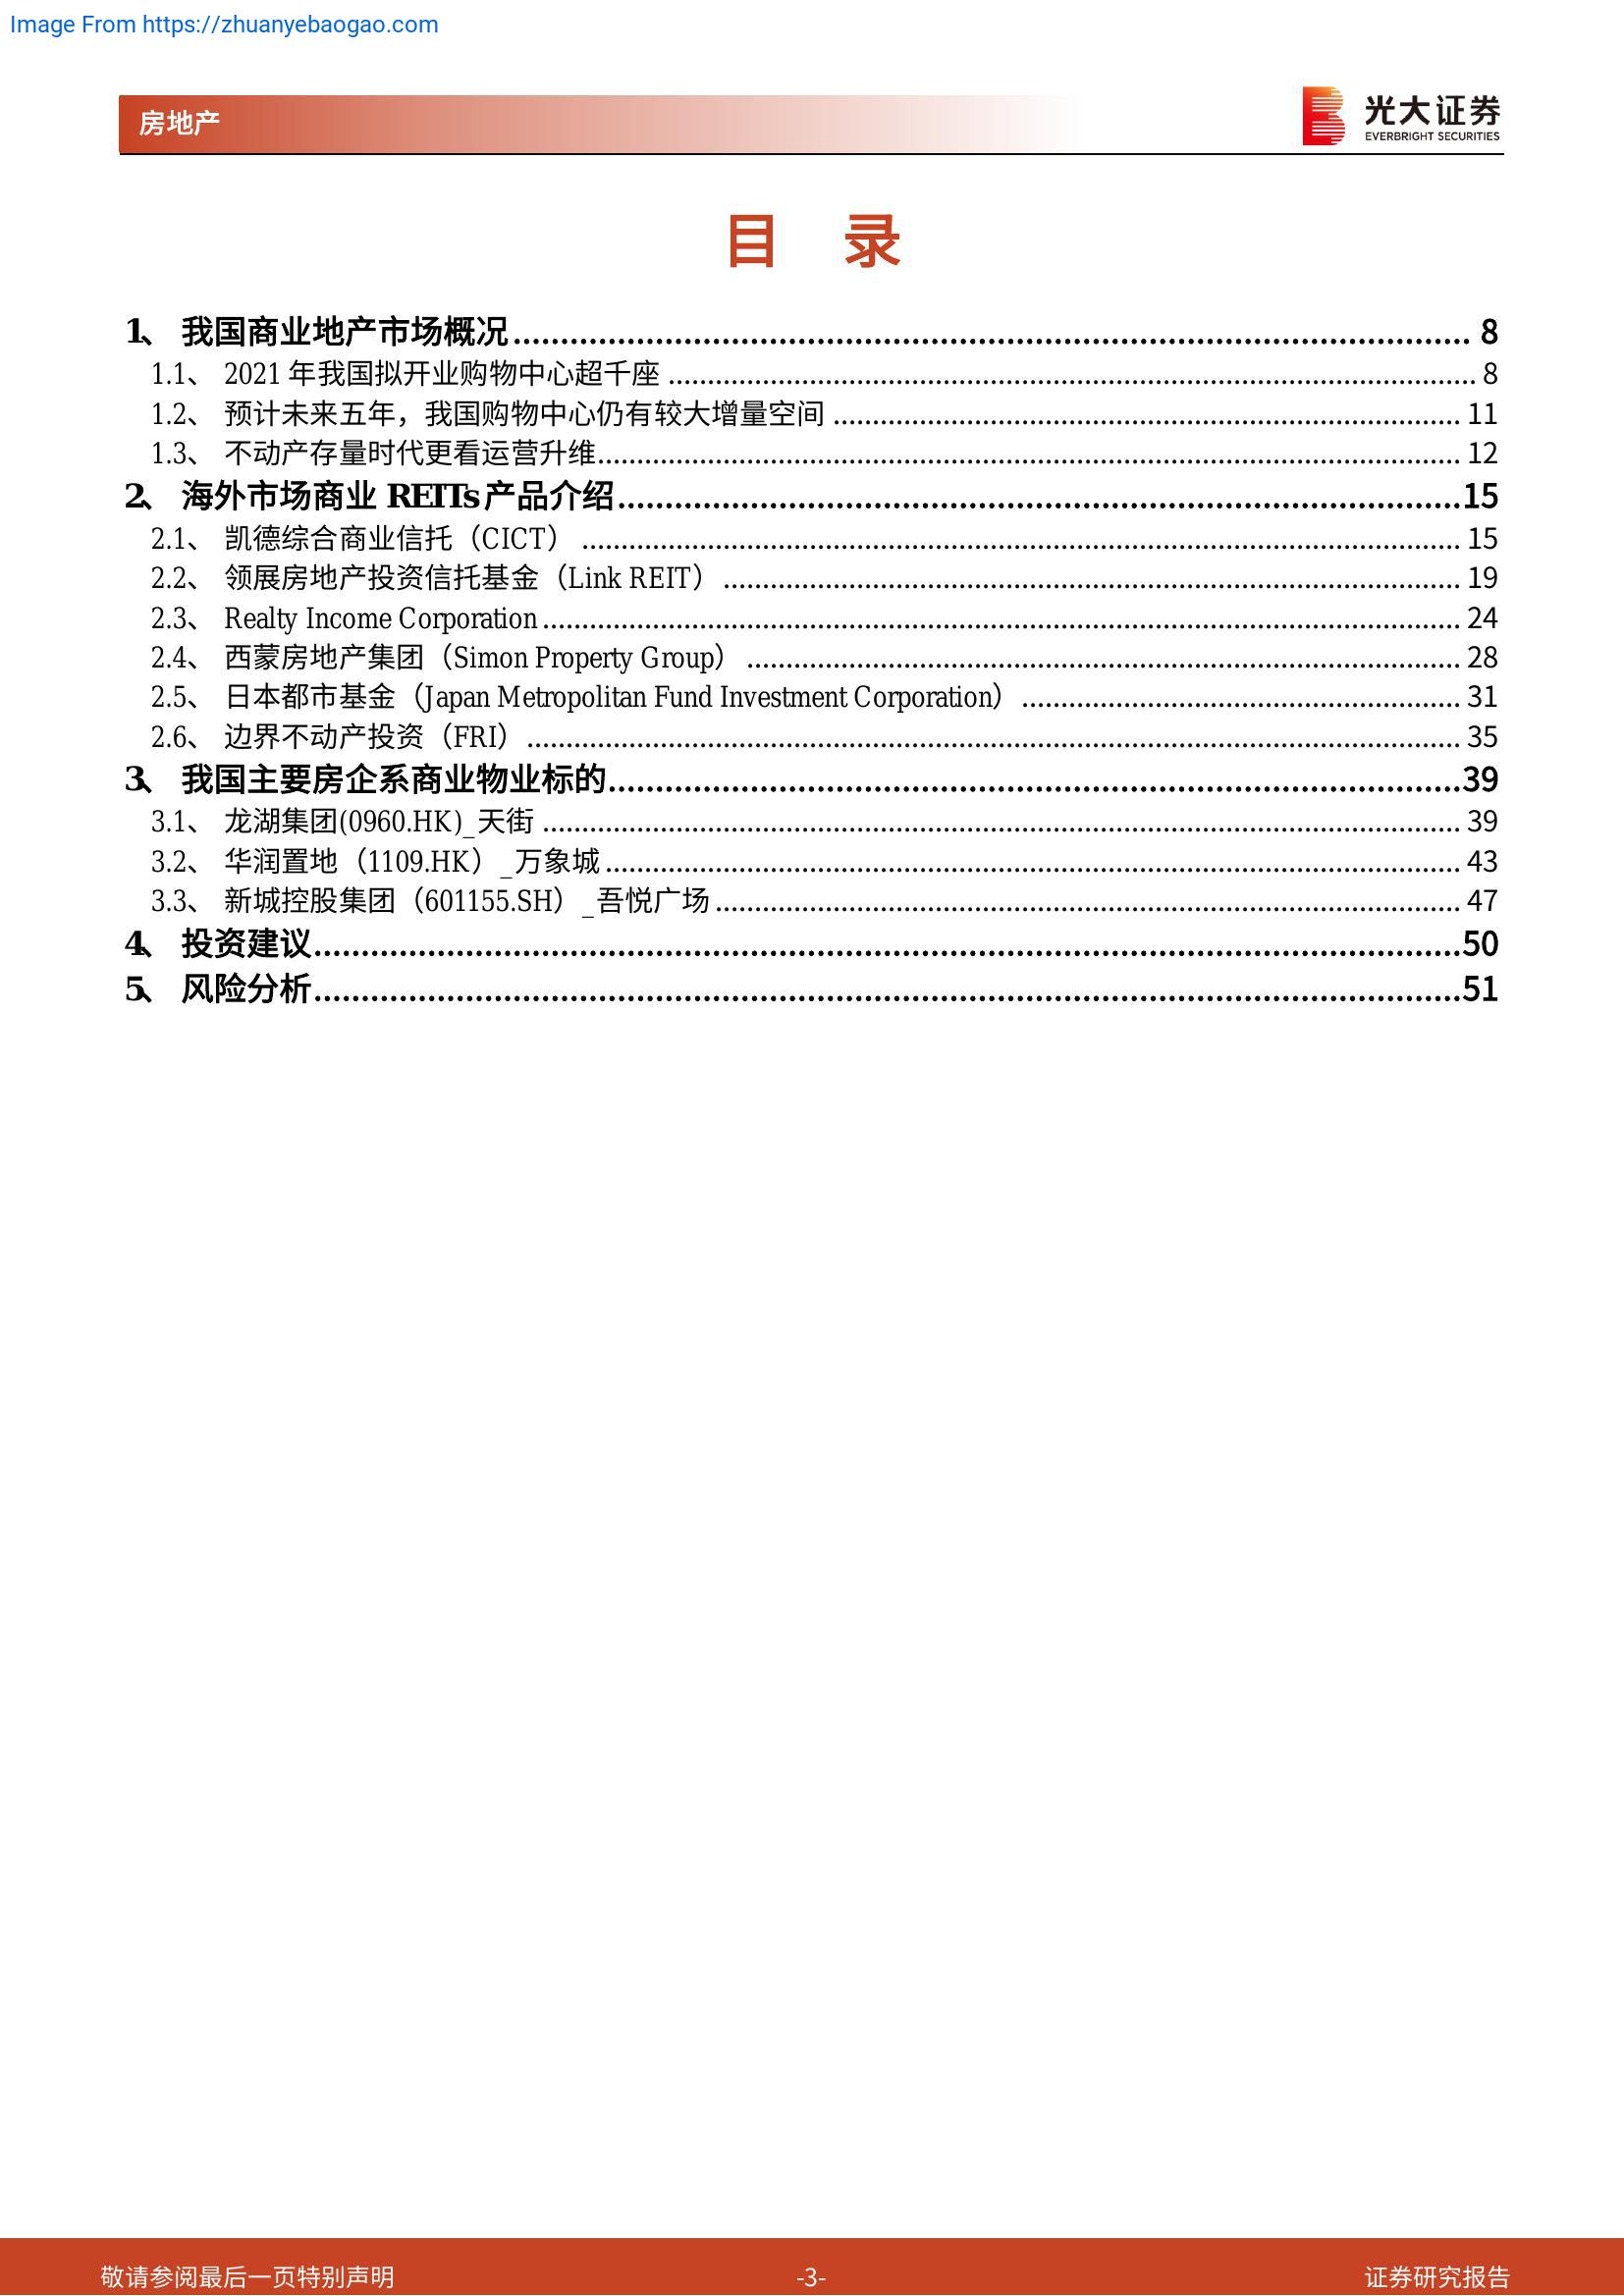 Image From https://zhuanyebaogao.com
房地产
光大证券
EVERBRIGHT SECURITIES
目 录
1、 我国商业地产市场概况 8
1.1、 2021 年我国拟开业购物中心超千座 8
1.2、 预计未来五年，我国购物中心仍有较大增量空间 11
1.3、 不动产存量时代更看运营升维 12
2、 海外市场商业 REITs 产品介绍 15
2.1、 凯德综合商业信托（CICT） 15
2.2、 领展房地产投资信托基金（Link REIT） 19
2.3、 Realty Income Corporation 24
2.4、 西蒙房地产集团（Simon Property Group） 28
2.5、 日本都市基金（Japan Metropolitan Fund Investment Corporation） 31
2.6、 边界不动产投资（FRI） 35
3、 我国主要房企系商业物业标的 39
3.1、 龙湖集团(0960.HK)_天街 39
3.2、 华润置地（1109.HK）_万象城 43
3.3、 新城控股集团（601155.SH）_吾悦广场 47
4、 投资建议 50
5、 风险分析 51
敬请参阅最后一页特别声明 -3- 证券研究报告